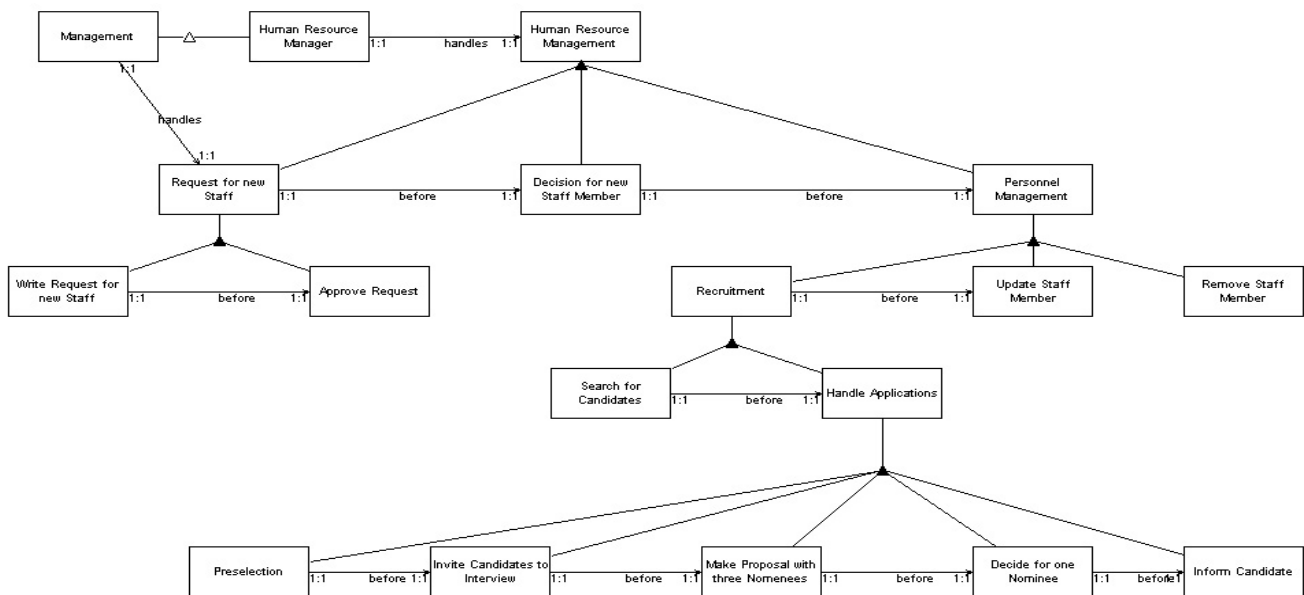 Management
Human Resource
Manager
Human Resource
Management
1:1
handles
1:1
1:1
handles
1:1
Request for new
Staff
1:1
before
1:1
Decision for new
Staff Member
1:1
before
1:1
Personnel
Management
Write Request for
new Staff
1:1
before
1:1
Approve Request
Recruitment
1:1
before
1:1
Update Staff
Member
Remove Staff
Member
Search for
Candidates
1:1
before
1:1
Handle Applications
Preselection
1:1
before
1:1
Invite Candidates to
Interview
1:1
before
1:1
Make Proposal with
three Nomenees
1:1
before
1:1
Decide for one
Nominee
1:1
before
1:1
Inform Candidate